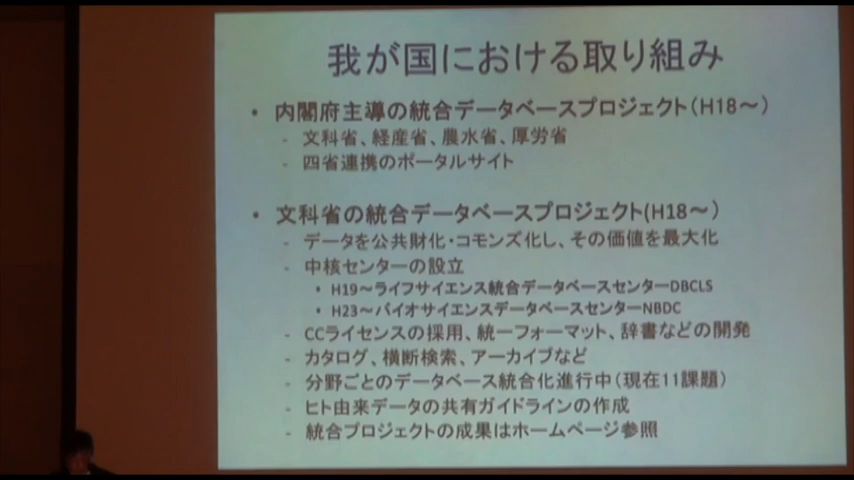 我が国における取り組み
• 内閣府主導の統合データベースプロジェクト(H18〜)
- 文科省、経産省、農水省、厚労省
- 四省連携のポータルサイト
• 文科省の統合データベースプロジェクト(H18〜)
- データを公共財化・コモンズ化し、その価値を最大化
- 中核センターの設立
• H19〜ライフサイエンス統合データベースセンターDBCLS
• H23〜バイオサイエンスデータベースセンターNBDC
- CCライセンスの採用、統一フォーマット、辞書などの開発
- カタログ、横断検索、アーカイブなど
- 分野ごとのデータベース統合化進行中(現在11課題)
- ヒト由来データの共有ガイドラインの作成
- 統合プロジェクトの成果はホームページ参照